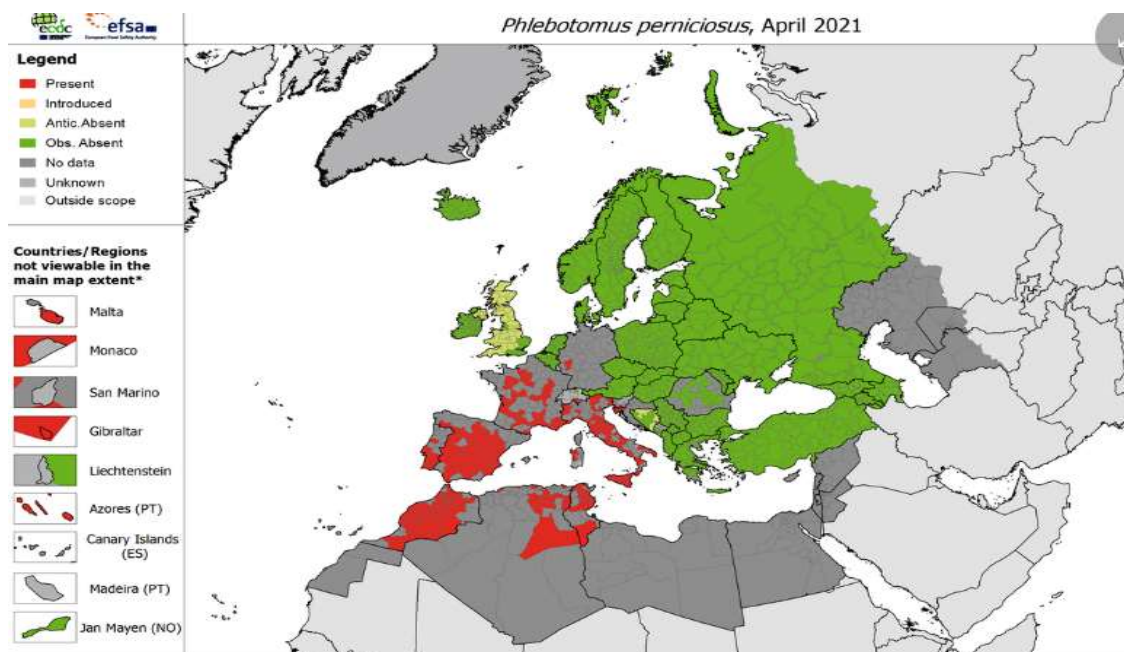 ecdc
efsa
European Food Safety Authority
Phlebotomus perniciosus, April 2021
Legend
Present
Introduced
Antic.Absent
Obs. Absent
No data
Unknown
Outside scope
Countries/Regions
not viewable in the
main map extent*
Malta
Monaco
San Marino
Gibraltar
Liechtenstein
Azores (PT)
Canary Islands
(ES)
Madeira (PT)
Jan Mayen (NO)